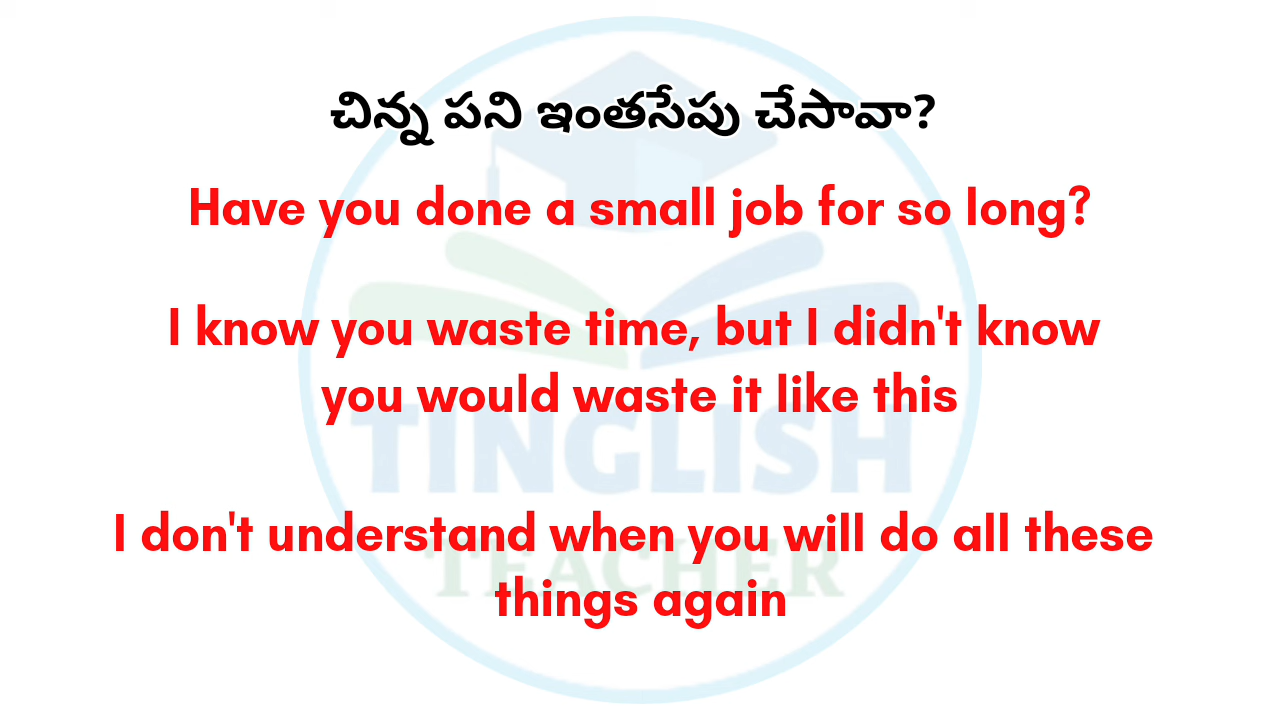 చిన్న పని ఇంతసేపు చేసావా?
Have you done a small job for so long?
I know you waste time, but I didn't know
you would waste it like this
TINGLISH
I don't understand when you will do all these
TEACHER
things again